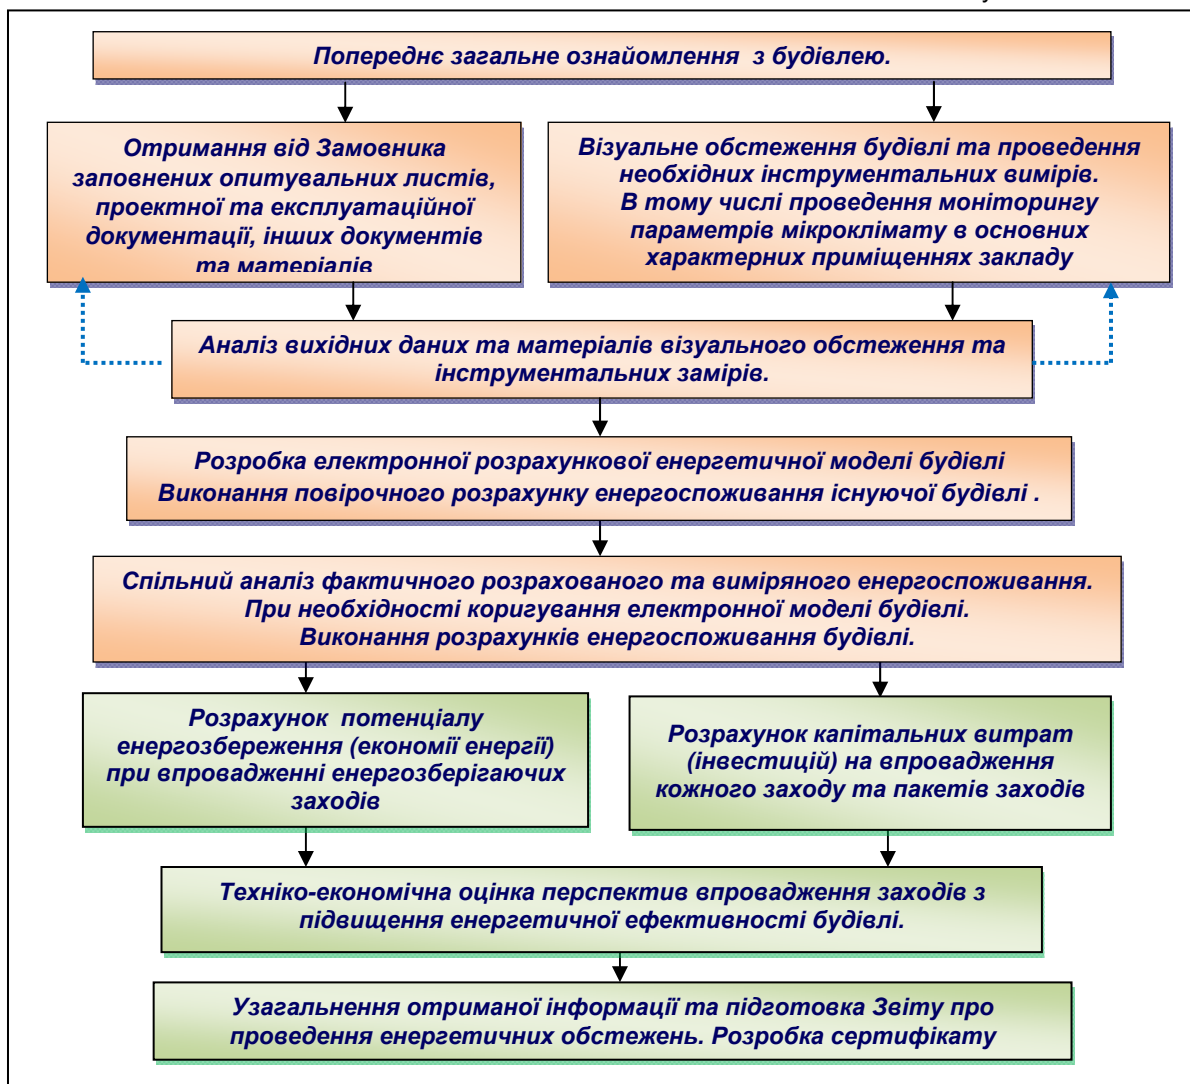 Попереднє загальне ознайомлення з будівлею.
Отримання від Замовника
заповнених опитувальних листів,
проектної та експлуатаційної
документації, інших документів
та матеріалів
Візуальне обстеження будівлі та проведення
необхідних інструментальних вимірів.
В тому числі проведення моніторингу
параметрів мікроклімату в основних
характерних приміщеннях закладу
Аналіз вихідних даних та матеріалів візуального обстеження та
інструментальних замірів.
Розробка електронної розрахункової енергетичної моделі будівлі
Виконання повірочного розрахунку енергоспоживання існуючої будівлі .
Спільний аналіз фактичного розрахованого та виміряного енергоспоживання.
При необхідності коригування електронної моделі будівлі.
Виконання розрахунків енергоспоживання будівлі.
Розрахунок потенціалу
енергозбереження (економії енергії)
при впровадженні енергозберігаючих
заходів
Розрахунок капітальних витрат
(інвестицій) на впровадження
кожного заходу та пакетів заходів
Техніко-економічна оцінка перспектив впровадження заходів з
підвищення енергетичної ефективності будівлі.
Узагальнення отриманої інформації та підготовка Звіту про
проведення енергетичних обстежень. Розробка сертифікату